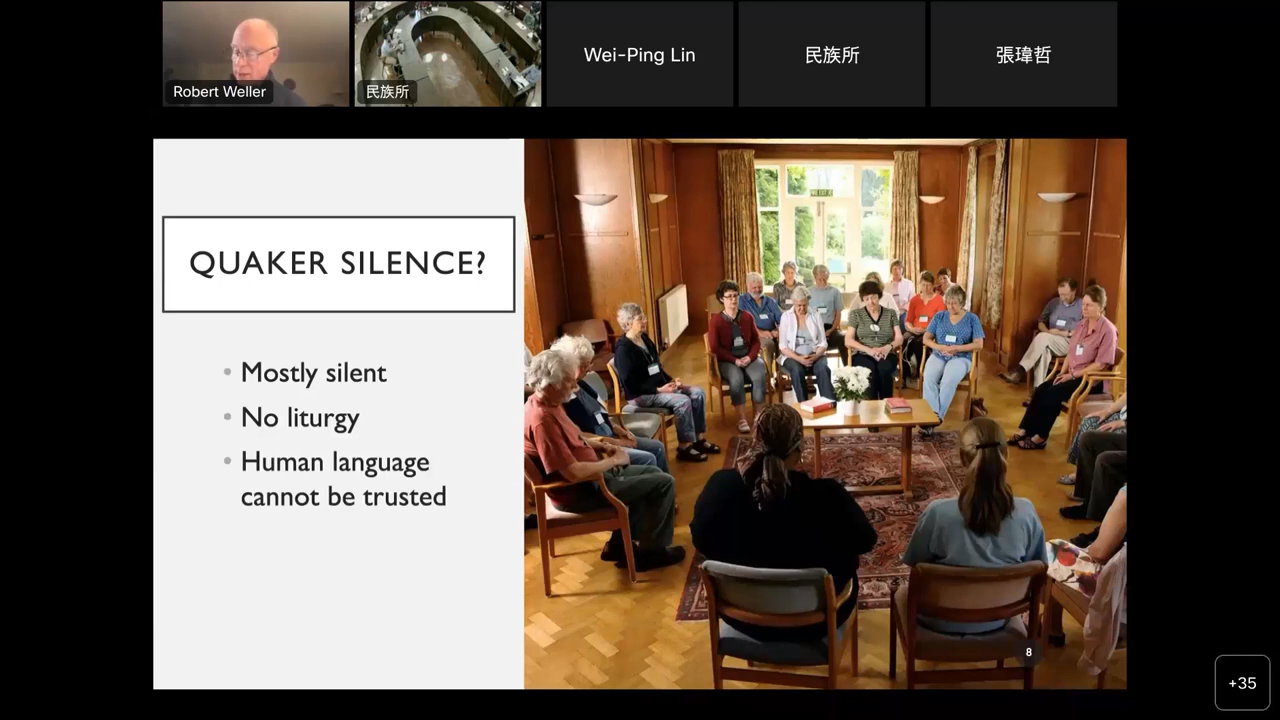 Robert Weller
民族所
Wei-Ping Lin
民族所
張瑋哲
QUAKER SILENCE?
• Mostly silent
• No liturgy
• Human language
cannot be trusted
8
+35